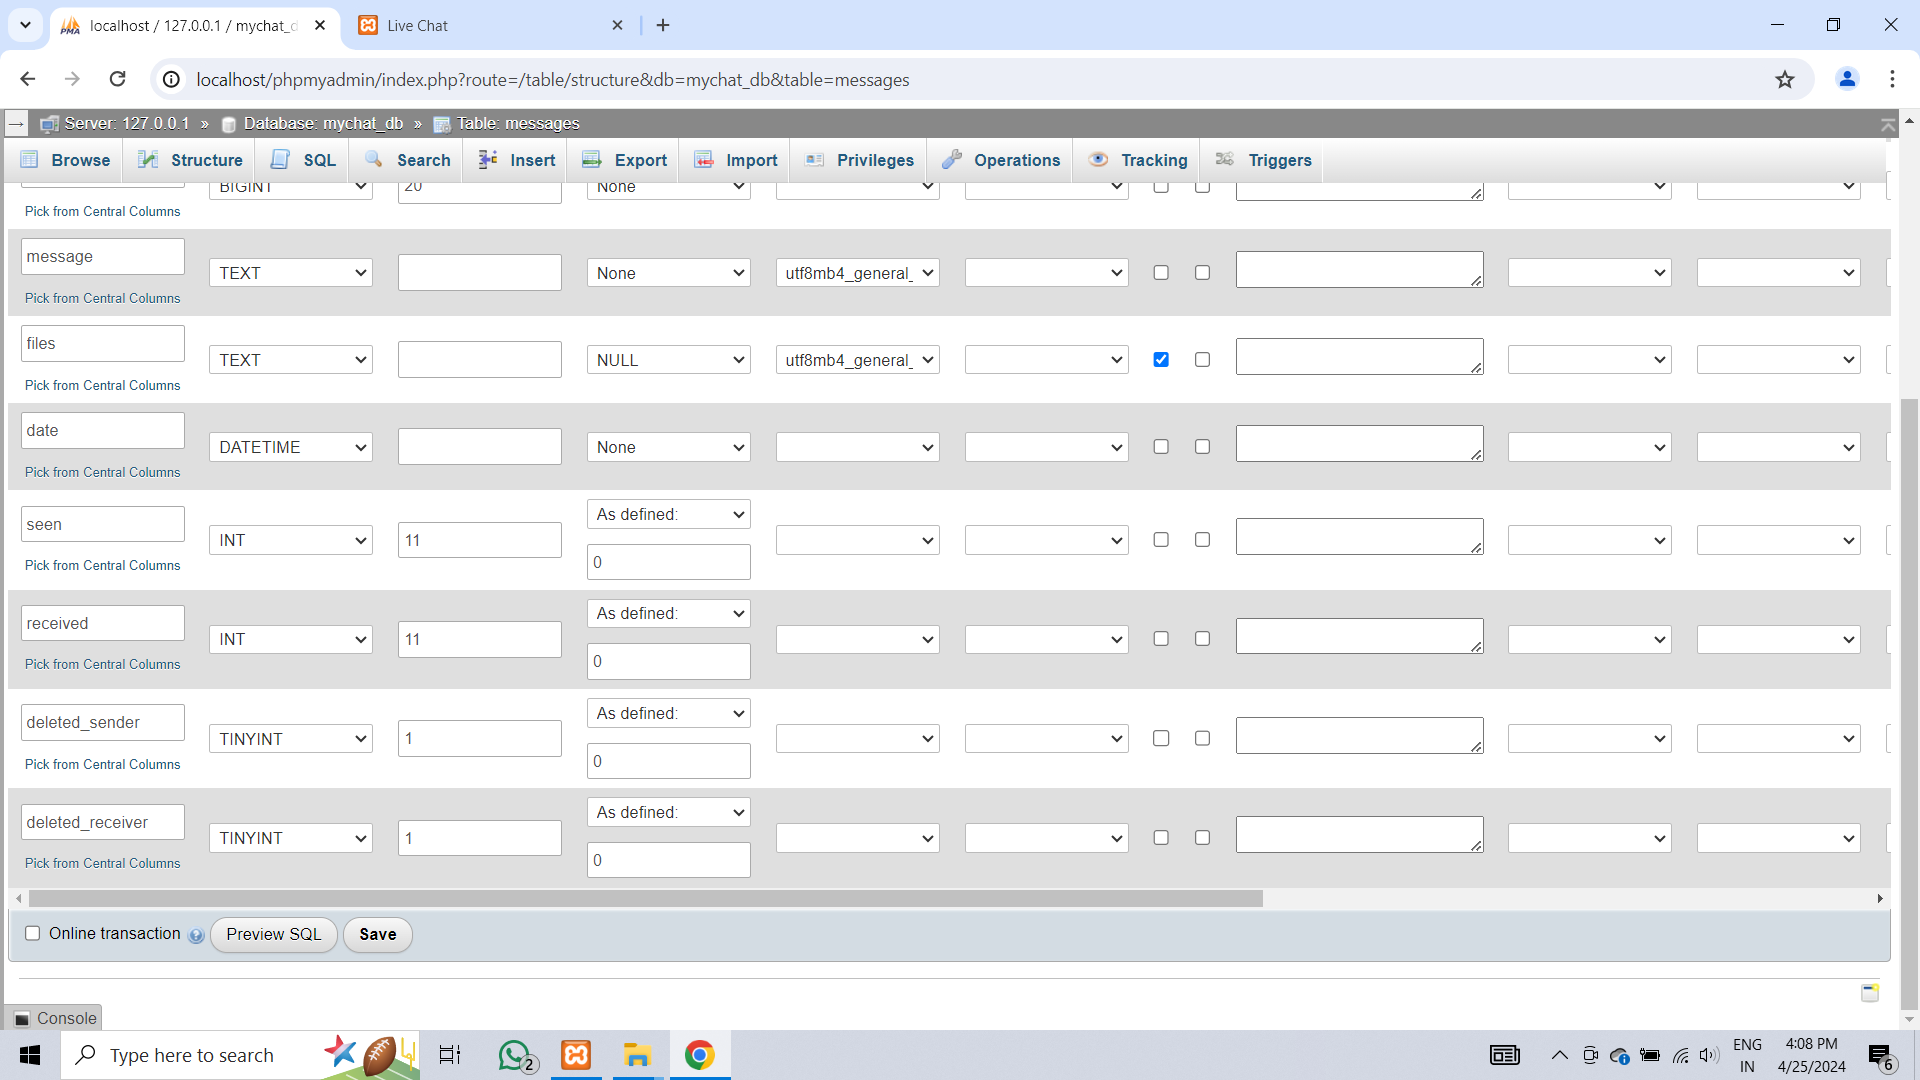 localhost / 127.0.0.1 / mychat_d
Live Chat
localhost/phpmyadmin/index.php?route=/table/structure&db=mychat_db&table=messages
Server: 127.0.0.1 » Database: mychat_db » Table: messages
Browse Structure SQL Search Insert Export Import Privileges Operations Tracking Triggers
BIGINT 20 None
Pick from Central Columns
message TEXT None utf8mb4_general_
Pick from Central Columns
files TEXT NULL utf8mb4_general_
Pick from Central Columns
date DATETIME None
Pick from Central Columns
seen INT 11 As defined:
0
Pick from Central Columns
received INT 11 As defined:
0
Pick from Central Columns
deleted_sender TINYINT 1 As defined:
0
Pick from Central Columns
deleted_receiver TINYINT 1 As defined:
0
Pick from Central Columns
Online transaction Preview SQL Save
Console
Type here to search
2
ENG
IN
4:08 PM
4/25/2024
6